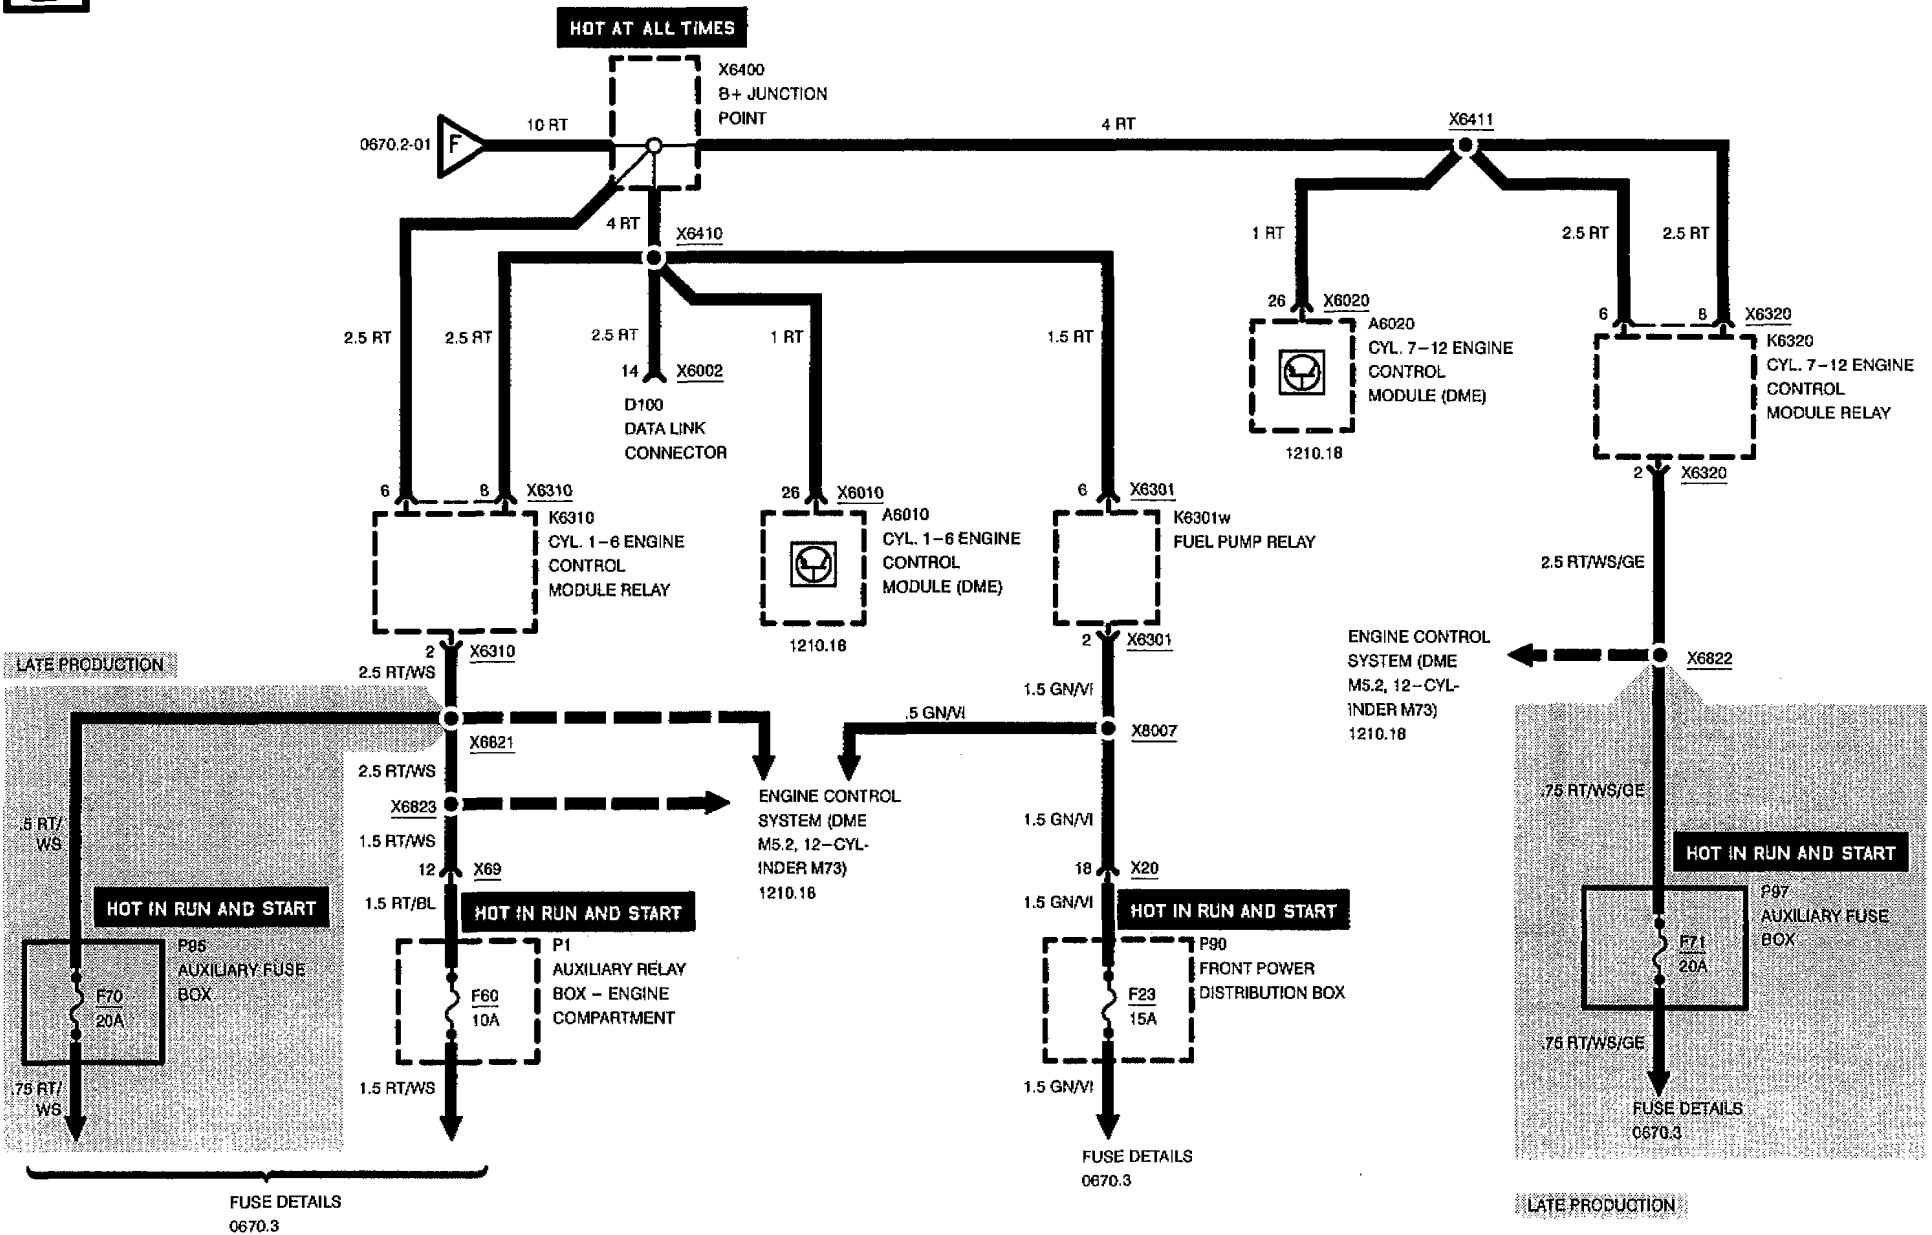 HOT AT ALL TIMES
X6400
B+ JUNCTION
POINT
0670.2-01
F
10 RT
4 RT
X6411
4 RT
X6410
1 RT
2.5 RT
2.5 RT
2.5 RT
2.5 RT
2.5 RT
1 RT
1.5 RT
14
X6002
D100
DATA LINK
CONNECTOR
26
X6020
A6020
CYL. 7-12 ENGINE
CONTROL
MODULE (DME)
1210.18
6
8
X6320
K6320
CYL. 7-12 ENGINE
CONTROL
MODULE RELAY
2
X6320
6
8
X6310
K6310
CYL. 1-6 ENGINE
CONTROL
MODULE RELAY
2
X6310
26
X6010
A6010
CYL. 1-6 ENGINE
CONTROL
MODULE (DME)
1210.18
6
X6301
K6301w
FUEL PUMP RELAY
2
X6301
2.5 RT/WS/GE
ENGINE CONTROL
SYSTEM (DME
M5.2, 12-CYL-
INDER M73)
1210.18
X6822
LATE PRODUCTION
2.5 RT/WS
X6821
2.5 RT/WS
X6823
1.5 RT/WS
12
X69
1.5 RT/BL
.5 RT/
WS
.5 GN/VI
1.5 GN/VI
X8007
ENGINE CONTROL
SYSTEM (DME
M5.2, 12-CYL-
INDER M73)
1210.18
1.5 GN/VI
18
X20
1.5 GN/VI
.75 RT/WS/GE
HOT IN RUN AND START
P95
AUXILIARY FUSE
BOX
F70
20A
.75 RT/
WS
HOT IN RUN AND START
P1
AUXILIARY RELAY
BOX - ENGINE
COMPARTMENT
F60
10A
1.5 RT/WS
HOT IN RUN AND START
P90
FRONT POWER
DISTRIBUTION BOX
F23
15A
1.5 GN/VI
HOT IN RUN AND START
P97
AUXILIARY FUSE
BOX
F71
20A
.75 RT/WS/GE
FUSE DETAILS
0670.3
FUSE DETAILS
0670.3
FUSE DETAILS
0670.3
LATE PRODUCTION